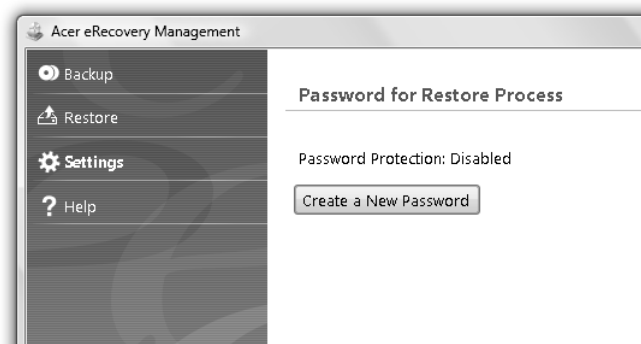 Acer eRecovery Management
Backup
Restore
Settings
? Help
Password for Restore Process
Password Protection: Disabled
Create a New Password